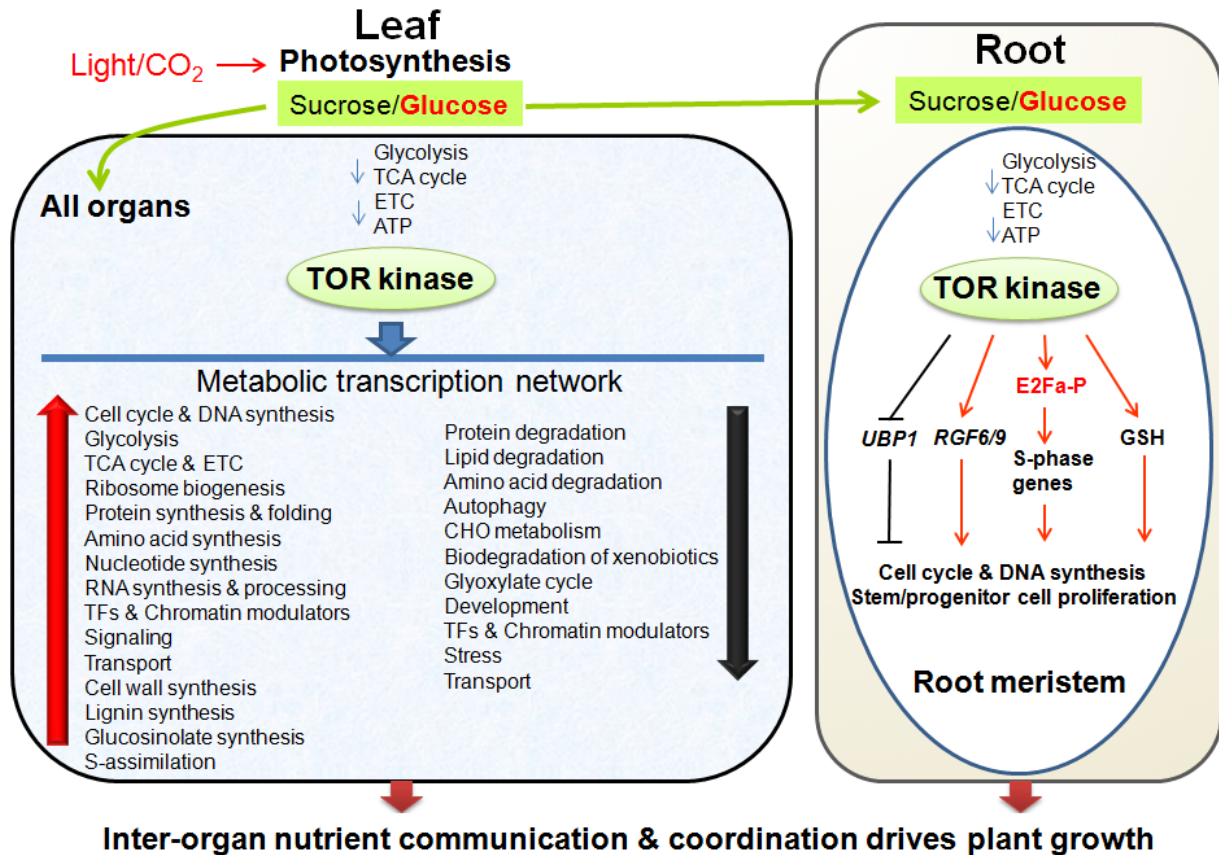 Leaf
Light/CO2
Photosynthesis
Sucrose/Glucose
All organs
Glycolysis
TCA cycle
ETC
ATP
TOR kinase
Metabolic transcription network
Cell cycle & DNA synthesis
Glycolysis
TCA cycle & ETC
Ribosome biogenesis
Protein synthesis & folding
Amino acid synthesis
Nucleotide synthesis
RNA synthesis & processing
TFs & Chromatin modulators
Signaling
Transport
Cell wall synthesis
Lignin synthesis
Glucosinolate synthesis
S-assimilation
Protein degradation
Lipid degradation
Amino acid degradation
Autophagy
CHO metabolism
Biodegradation of xenobiotics
Glyoxylate cycle
Development
TFs & Chromatin modulators
Stress
Transport
Root
Sucrose/Glucose
Glycolysis
TCA cycle
ETC
ATP
TOR kinase
E2Fa-P
UBP1
RGF6/9
GSH
S-phase
genes
Cell cycle & DNA synthesis
Stem/progenitor cell proliferation
Root meristem
Inter-organ nutrient communication & coordination drives plant growth